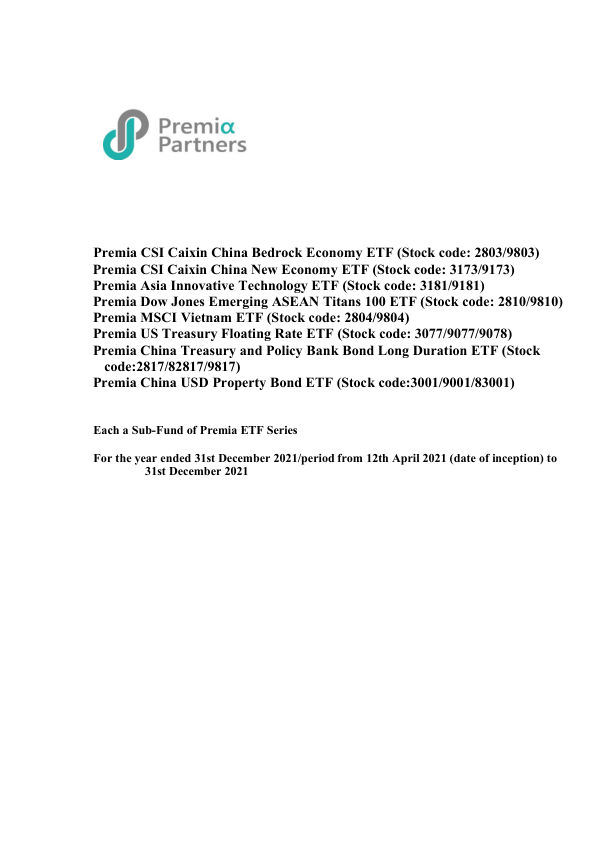 Premiα
Partners
Premia CSI Caixin China Bedrock Economy ETF (Stock code: 2803/9803)
Premia CSI Caixin China New Economy ETF (Stock code: 3173/9173)
Premia Asia Innovative Technology ETF (Stock code: 3181/9181)
Premia Dow Jones Emerging ASEAN Titans 100 ETF (Stock code: 2810/9810)
Premia MSCI Vietnam ETF (Stock code: 2804/9804)
Premia US Treasury Floating Rate ETF (Stock code: 3077/9077/9078)
Premia China Treasury and Policy Bank Bond Long Duration ETF (Stock
code:2817/82817/9817)
Premia China USD Property Bond ETF (Stock code:3001/9001/83001)
Each a Sub-Fund of Premia ETF Series
For the year ended 31st December 2021/period from 12th April 2021 (date of inception) to
31st December 2021